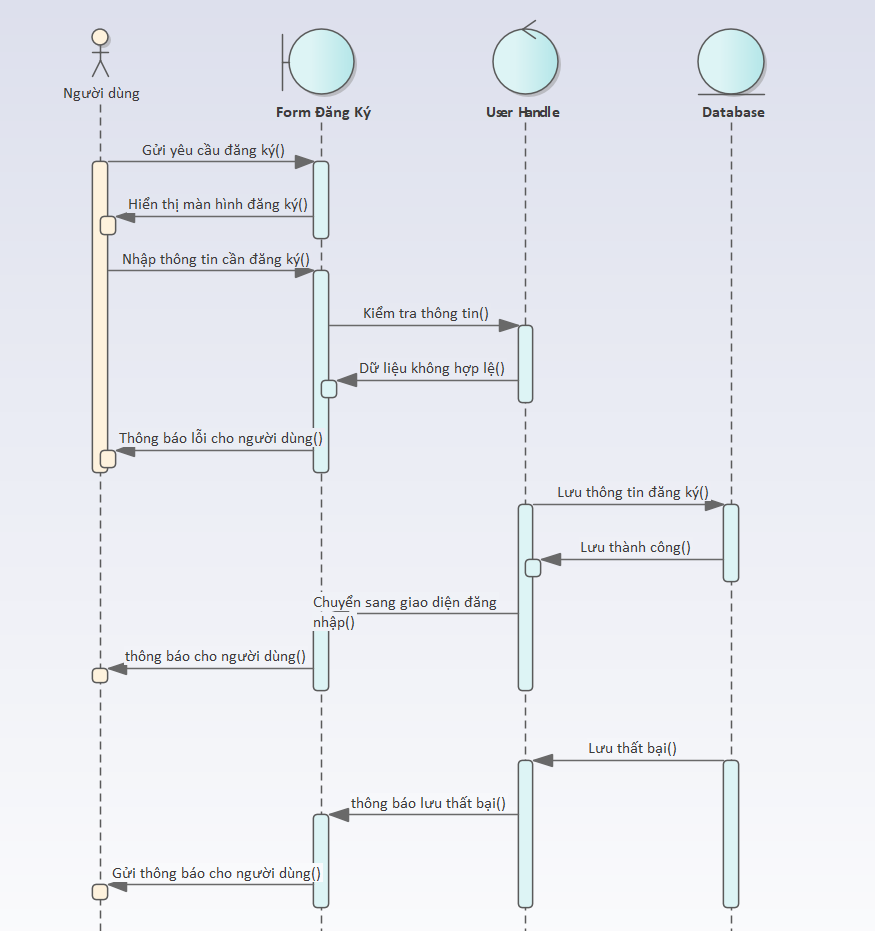 Người dùng
Form Đăng Ký
User Handle
Database
Gửi yêu cầu đăng ký()
Hiển thị màn hình đăng ký()
Nhập thông tin cần đăng ký()
Kiểm tra thông tin()
Dữ liệu không hợp lệ()
Thông báo lỗi cho người dùng()
Lưu thông tin đăng ký()
Lưu thành công()
Chuyển sang giao diện đăng
nhập()
thông báo cho người dùng()
Lưu thất bại()
thông báo lưu thất bại()
Gửi thông báo cho người dùng()